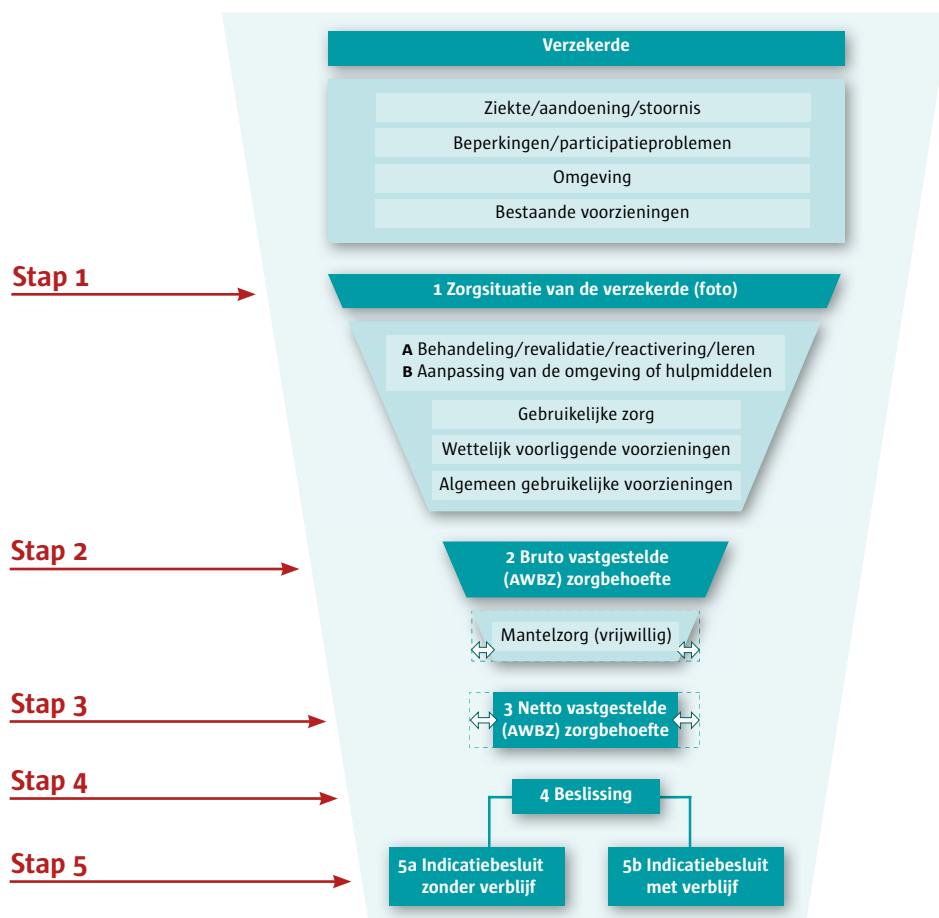 Verzekerde
Ziekte/aandoening/stoornis
Beperkingen/participatieproblemen
Omgeving
Bestaande voorzieningen
Stap 1
1 Zorgsituatie van de verzekerde (foto)
A Behandeling/revalidatie/reactivering/leren
B Aanpassing van de omgeving of hulpmiddelen
Gebruikelijke zorg
Wettelijk voorliggende voorzieningen
Algemeen gebruikelijke voorzieningen
Stap 2
2 Bruto vastgestelde
(AWBZ) zorgbehoefte
Mantelzorg (vrijwillig)
Stap 3
3 Netto vastgestelde
(AWBZ) zorgbehoefte
Stap 4
4 Beslissing
Stap 5
5a Indicatiebesluit
zonder verblijf
5b Indicatiebesluit
met verblijf